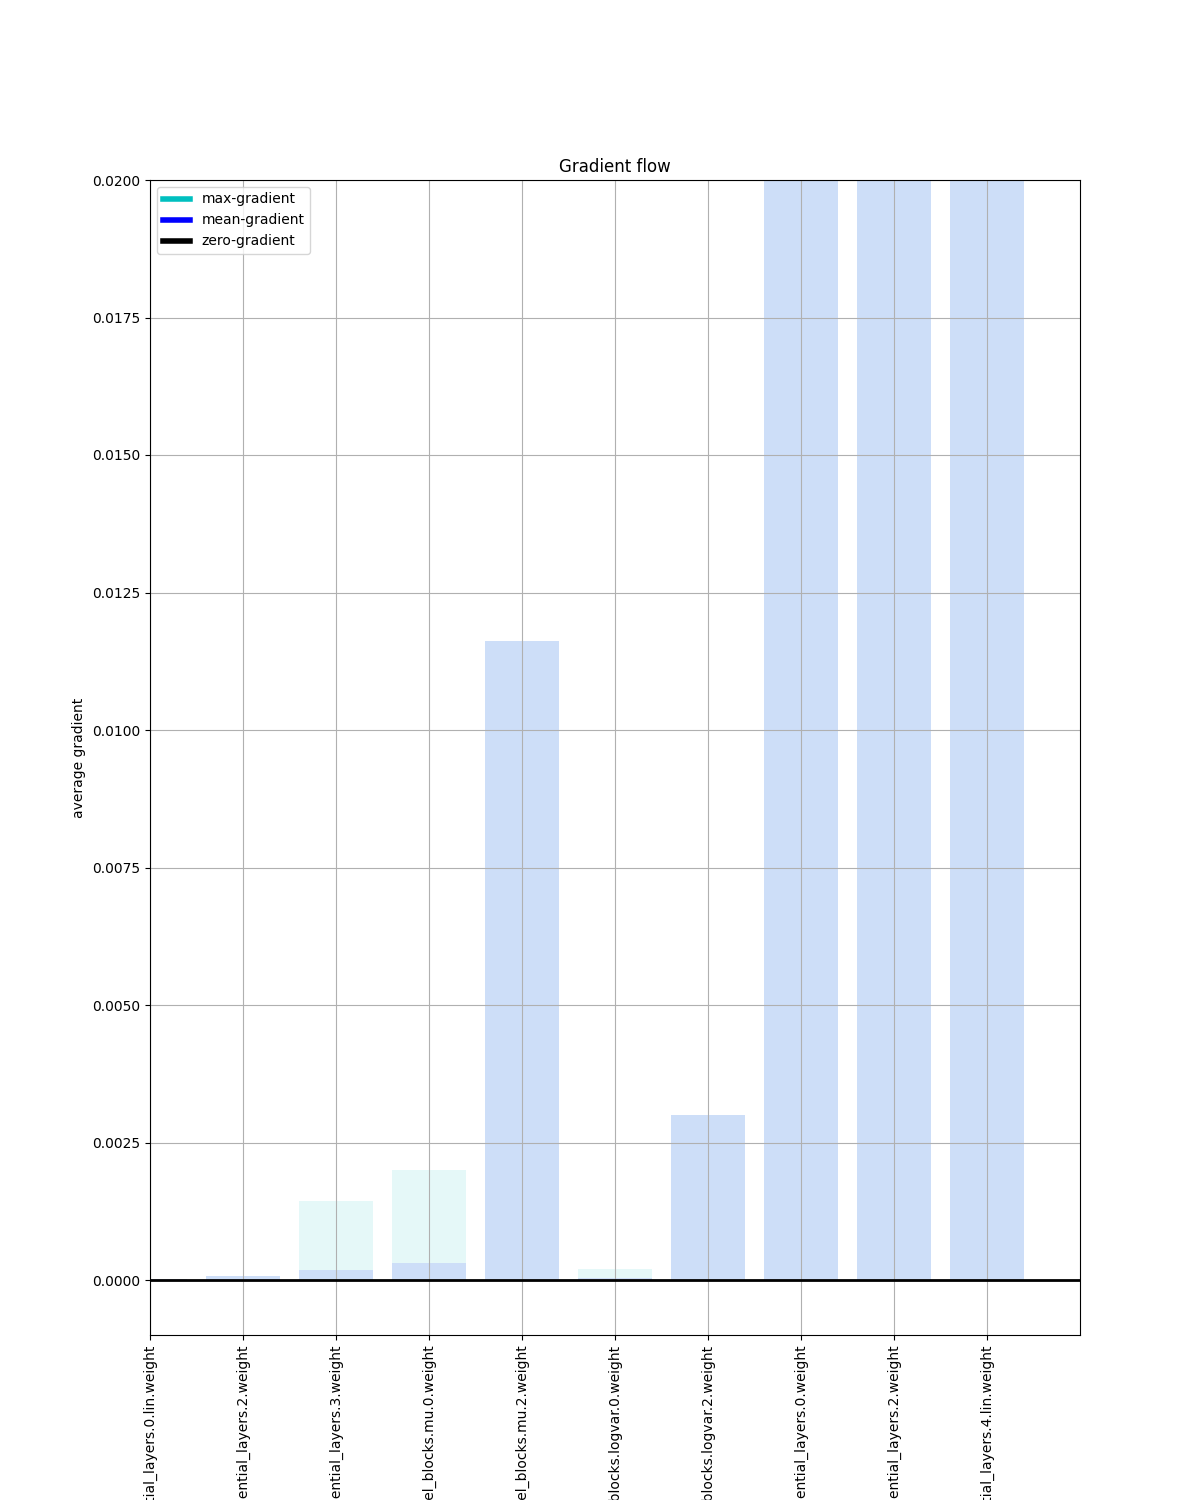 Gradient flow
max-gradient
mean-gradient
zero-gradient
0.0200
0.0175
0.0150
0.0125
0.0100
0.0075
0.0050
0.0025
0.0000
average gradient
tial_layers.0.lin.weight
ential_layers.2.weight
ential_layers.3.weight
el_blocks.mu.0.weight
el_blocks.mu.2.weight
blocks.logvar.0.weight
blocks.logvar.2.weight
ential_layers.0.weight
ential_layers.2.weight
tial_layers.4.lin.weight